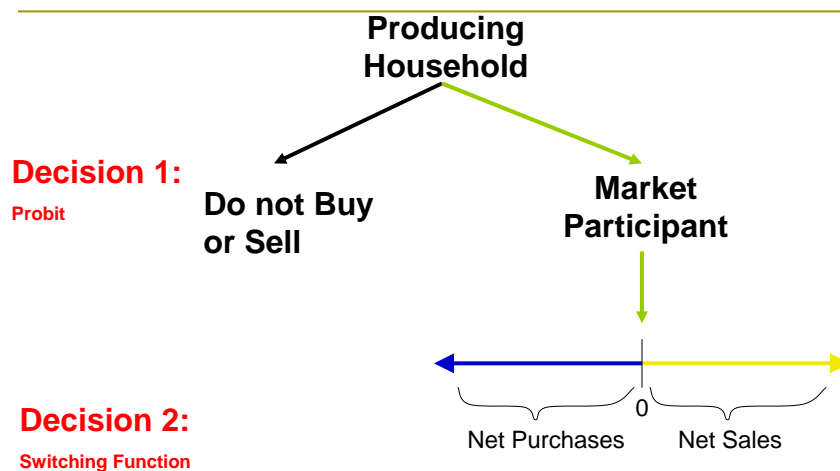 Producing
Household
Decision 1:
Probit
Do not Buy
or Sell
Market
Participant
0
Net Purchases
Net Sales
Decision 2:
Switching Function